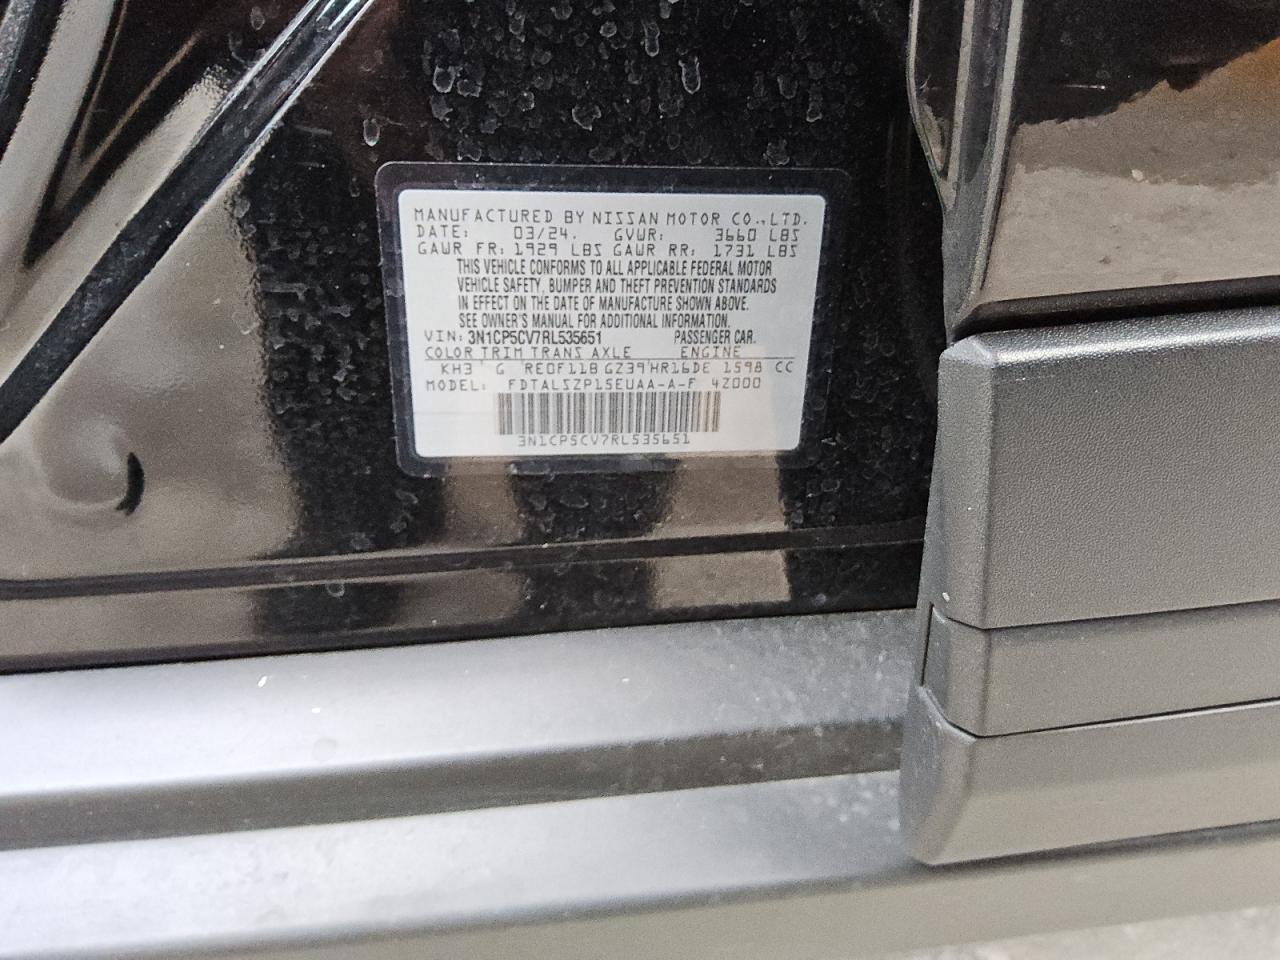 MANUFACTURED BY NISSAN MOTOR CO.,LTD.
DATE: 03/24. GVWR: 3660 LBS
GAWR FR: 1929 LBS GAWR RR: 1731 LBS
THIS VEHICLE CONFORMS TO ALL APPLICABLE FEDERAL MOTOR
VEHICLE SAFETY, BUMPER AND THEFT PREVENTION STANDARDS
IN EFFECT ON THE DATE OF MANUFACTURE SHOWN ABOVE.
SEE OWNER'S MANUAL FOR ADDITIONAL INFORMATION.
VIN: 3N1CP5CV7RL535651 PASSENGER CAR.
COLOR TRIM TRANS AXLE ENGINE
KH3 G RE0F11B GZ39 HR16DE 1598 CC
MODEL: FDTALSZP15EUAA-A-F 4Z000
3N1CP5CV7RL535651